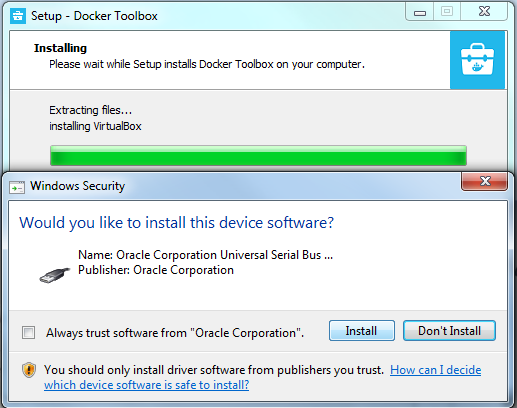 Setup - Docker Toolbox
Installing
Please wait while Setup installs Docker Toolbox on your computer.
Extracting files...
installing VirtualBox
Windows Security
Would you like to install this device software?
Name: Oracle Corporation Universal Serial Bus ...
Publisher: Oracle Corporation
Always trust software from "Oracle Corporation".
Install
Don't Install
You should only install driver software from publishers you trust. How can I decide
which device software is safe to install?